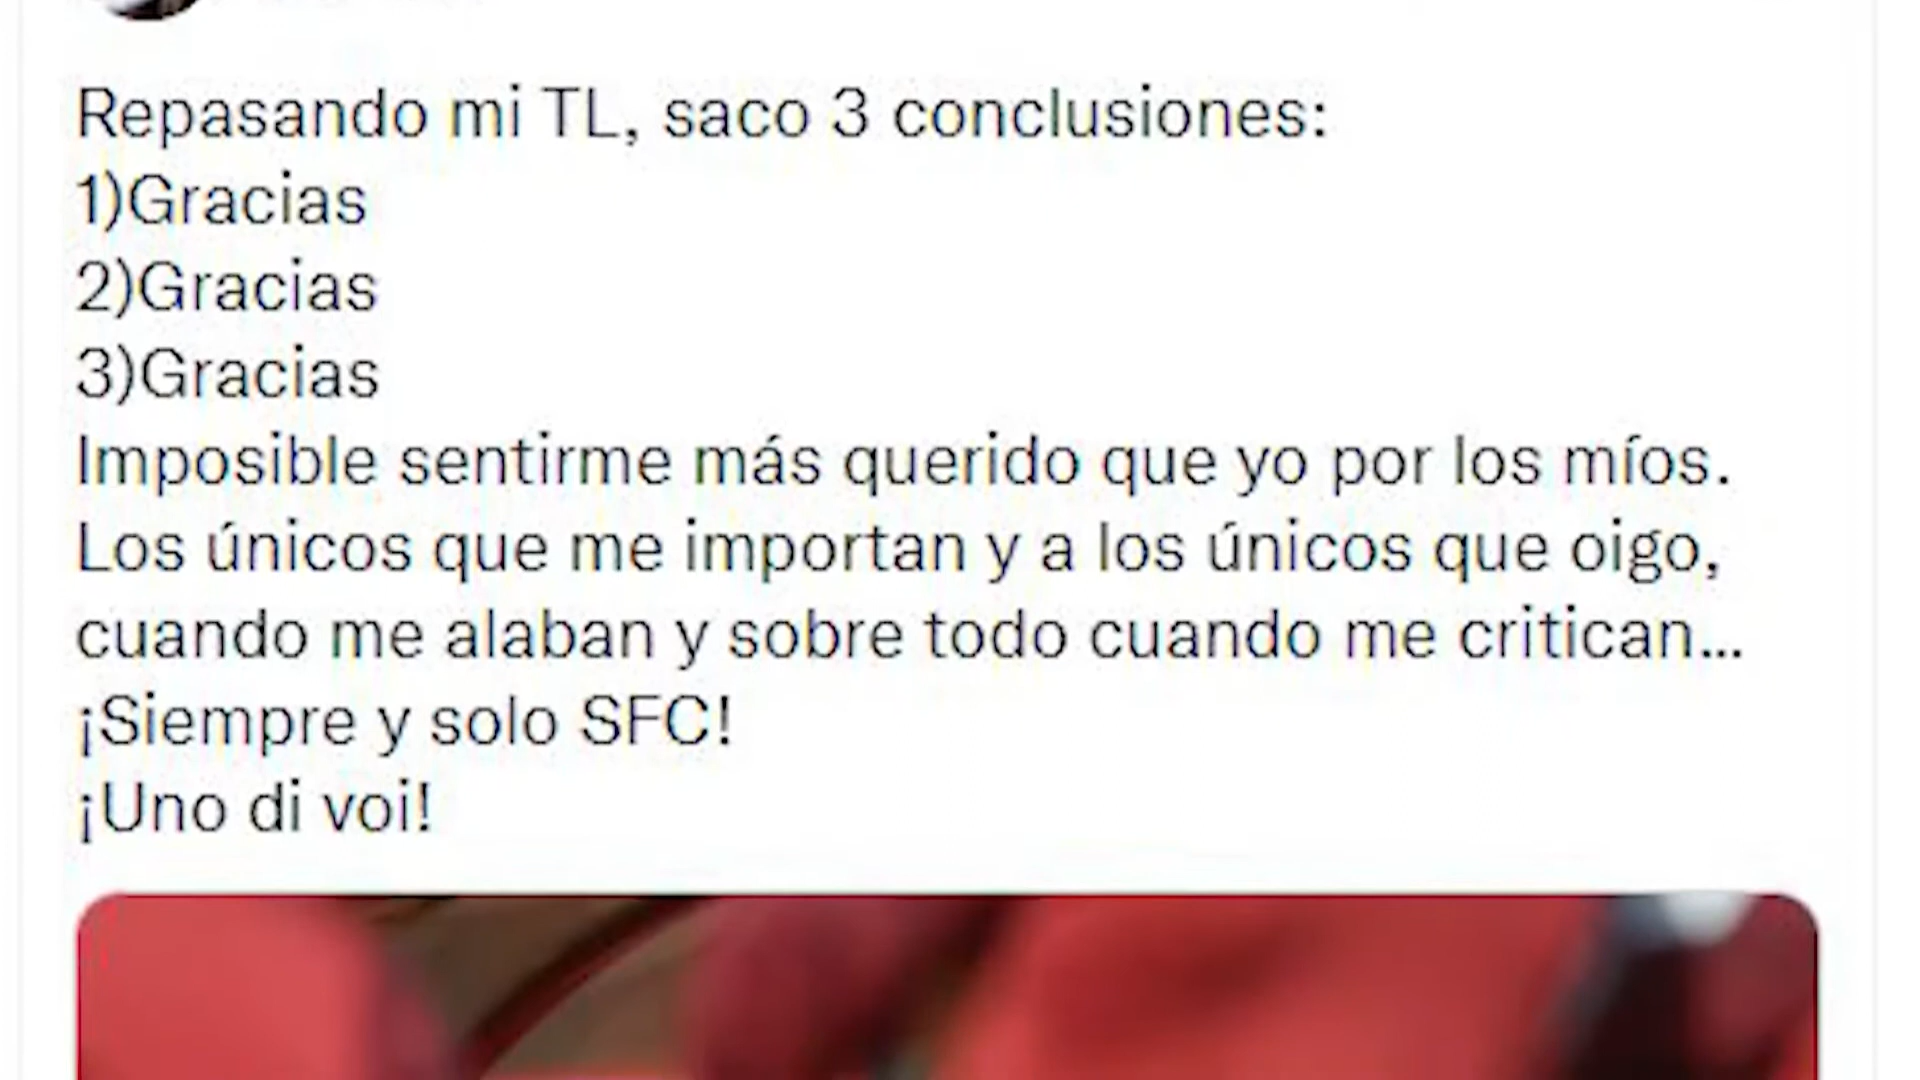 Repasando mi TL, saco 3 conclusiones:
1)Gracias
2)Gracias
3)Gracias
Imposible sentirme más querido que yo por los míos.
Los únicos que me importan y a los únicos que oigo,
cuando me alaban y sobre todo cuando me critican...
¡Siempre y solo SFC!
¡Uno di voi!